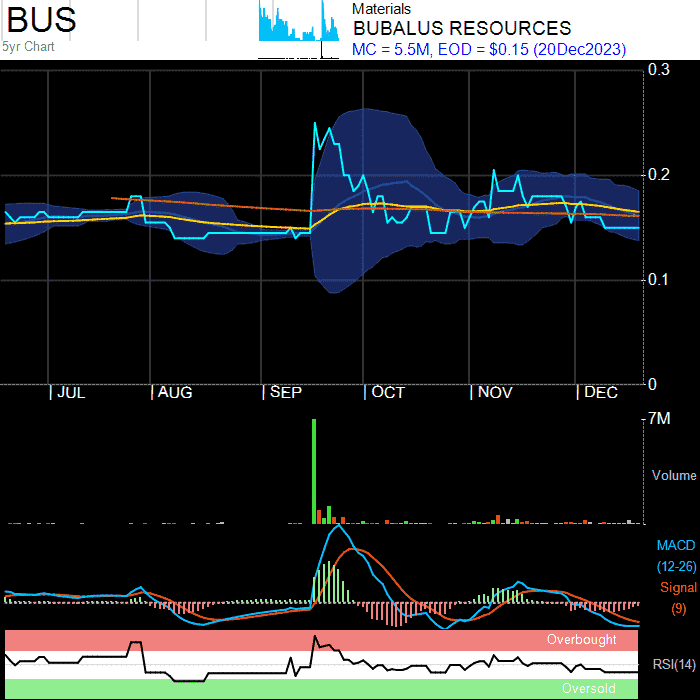 BUS
5yr Chart
Materials
BUBALUS RESOURCES
MC = 5.5M, EOD = $0.15 (20Dec2023)
0.3
0.2
0.1
0
| JUL | AUG | SEP | OCT | NOV | DEC
7M
Volume
MACD
(12-26)
Signal
(9)
Overbought
RSI(14)
Oversold